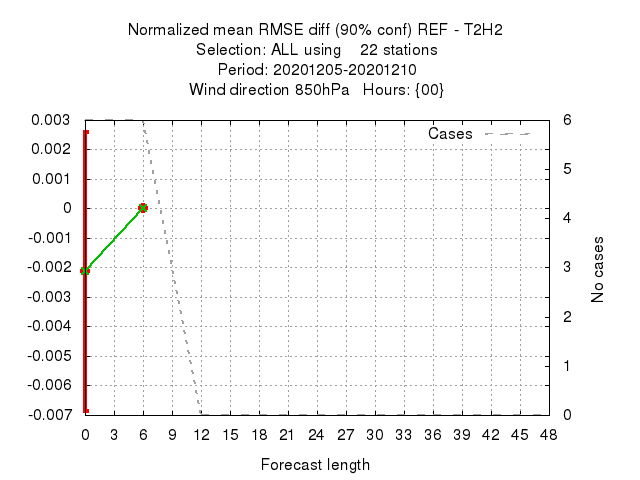 Normalized mean RMSE diff (90% conf) REF - T2H2
Selection: ALL using    22 stations
Period: 20201205-20201210
Wind direction 850hPa   Hours: {00}
Cases
0.003
0.002
0.001
0
-0.001
-0.002
-0.003
-0.004
-0.005
-0.006
-0.007
6
5
4
3
2
1
0
No cases
0 3 6 9 12 15 18 21 24 27 30 33 36 39 42 45 48
Forecast length